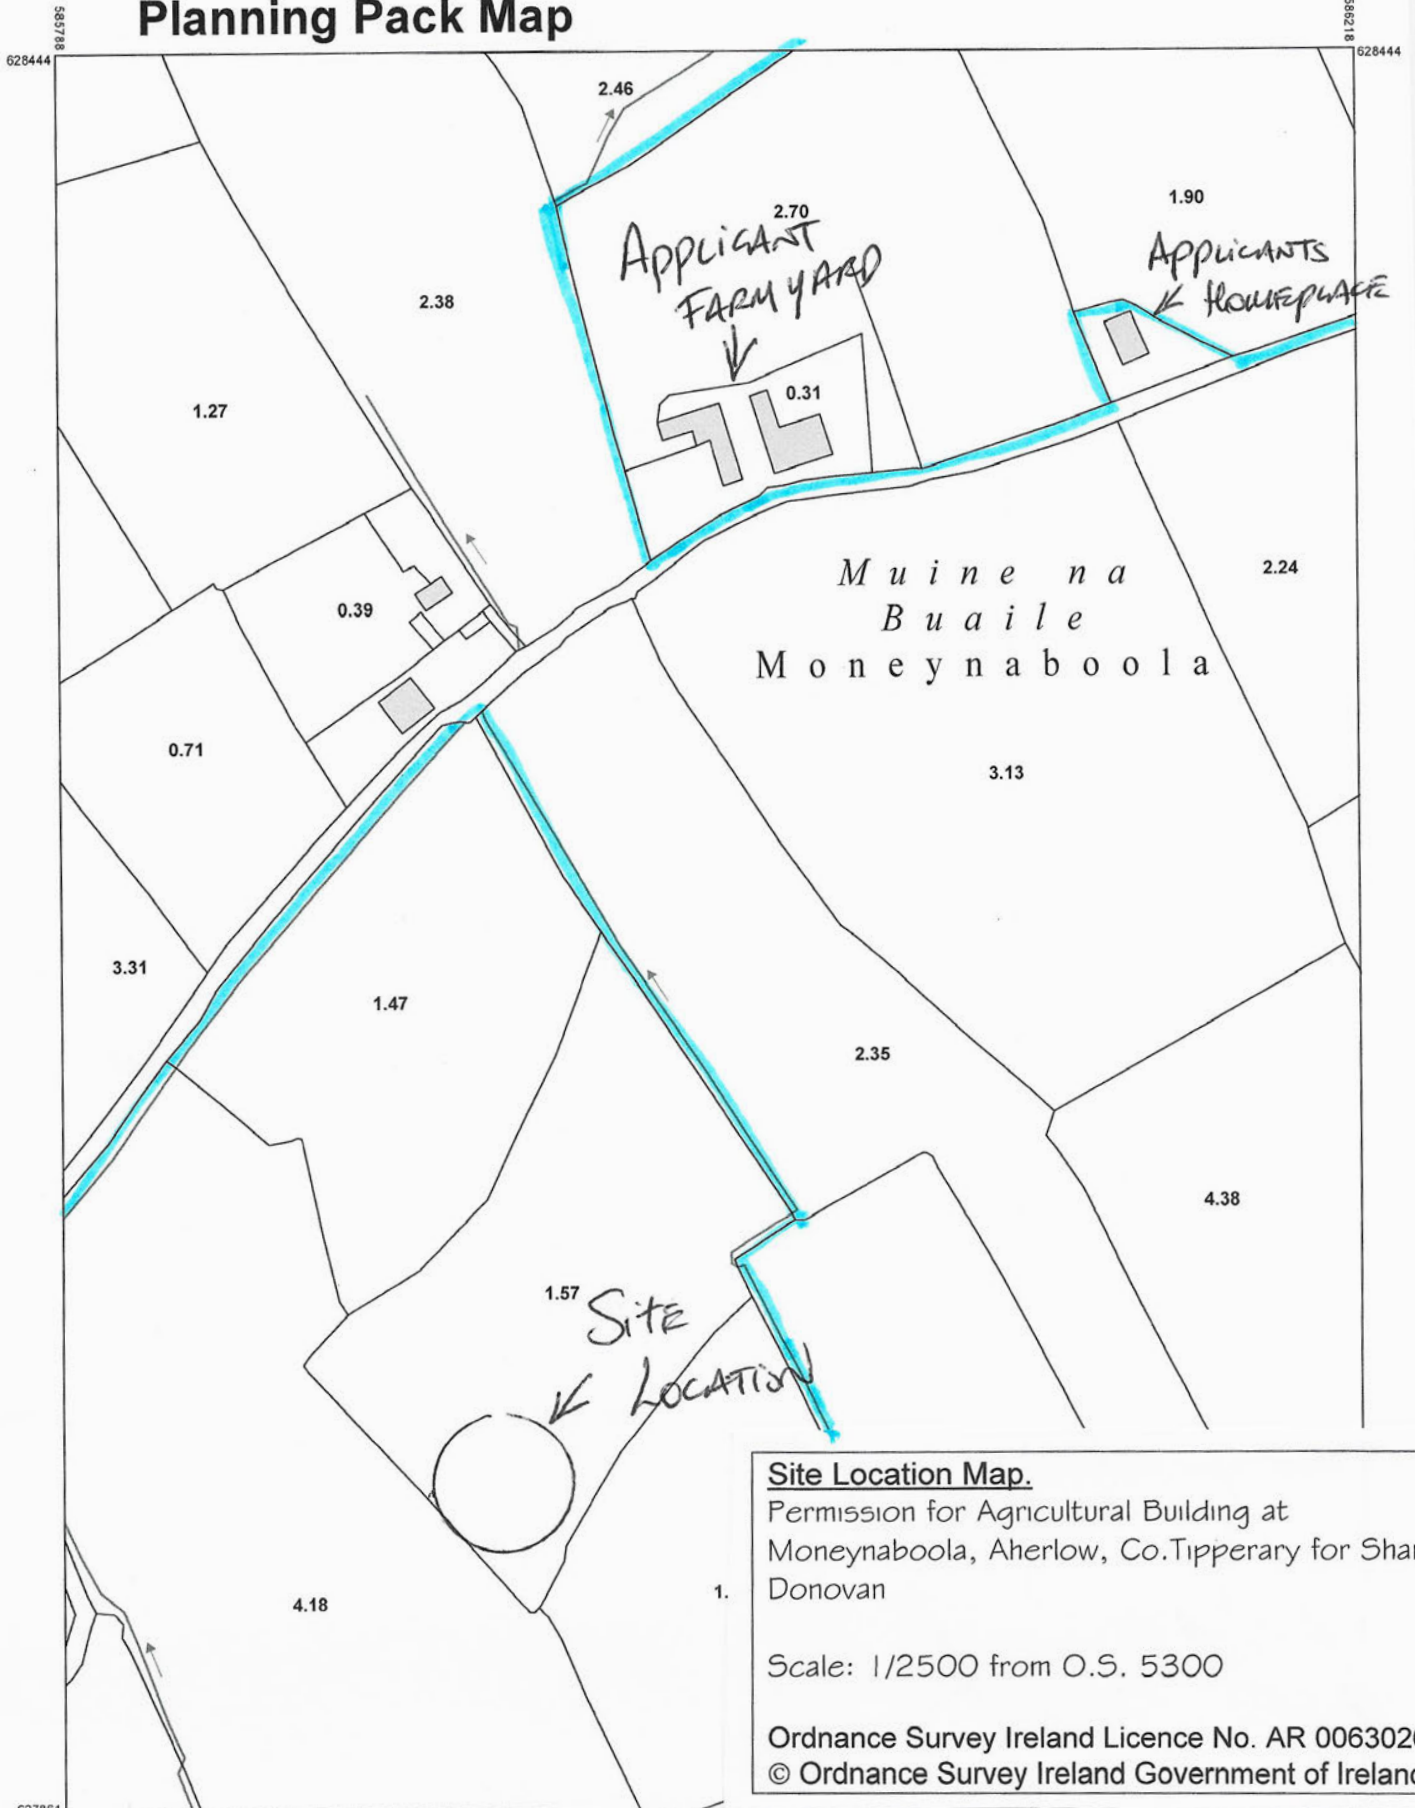 Planning Pack Map
585788
586218
628444
628444
2.46
2.70
1.90
APPLICANT
FARMYARD
APPLICANTS
HOMEPLACE
2.38
0.31
1.27
Muine na
Buaile
Moneynaboola
2.24
0.39
0.71
3.13
3.31
1.47
2.35
4.38
1.57
SITE
LOCATION
4.18
1.
Site Location Map.
Permission for Agricultural Building at
Moneynaboola, Aherlow, Co.Tipperary for
Donovan
Scale: 1/2500 from O.S. 5300
Ordnance Survey Ireland Licence No. AR
© Ordnance Survey Ireland Government of